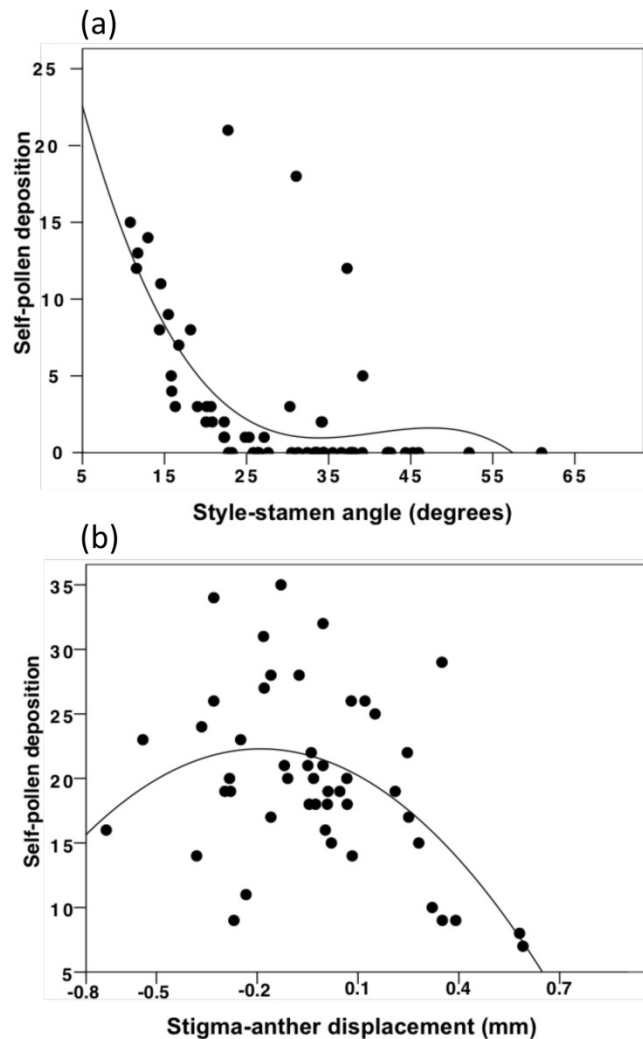 (a)
25
20
15
10
5
0
Self-pollen deposition
5 15 25 35 45 55 65
Style-stamen angle (degrees)
(b)
35
30
25
20
15
10
5
Self-pollen deposition
-0.8 -0.5 -0.2 0.1 0.4 0.7
Stigma-anther displacement (mm)